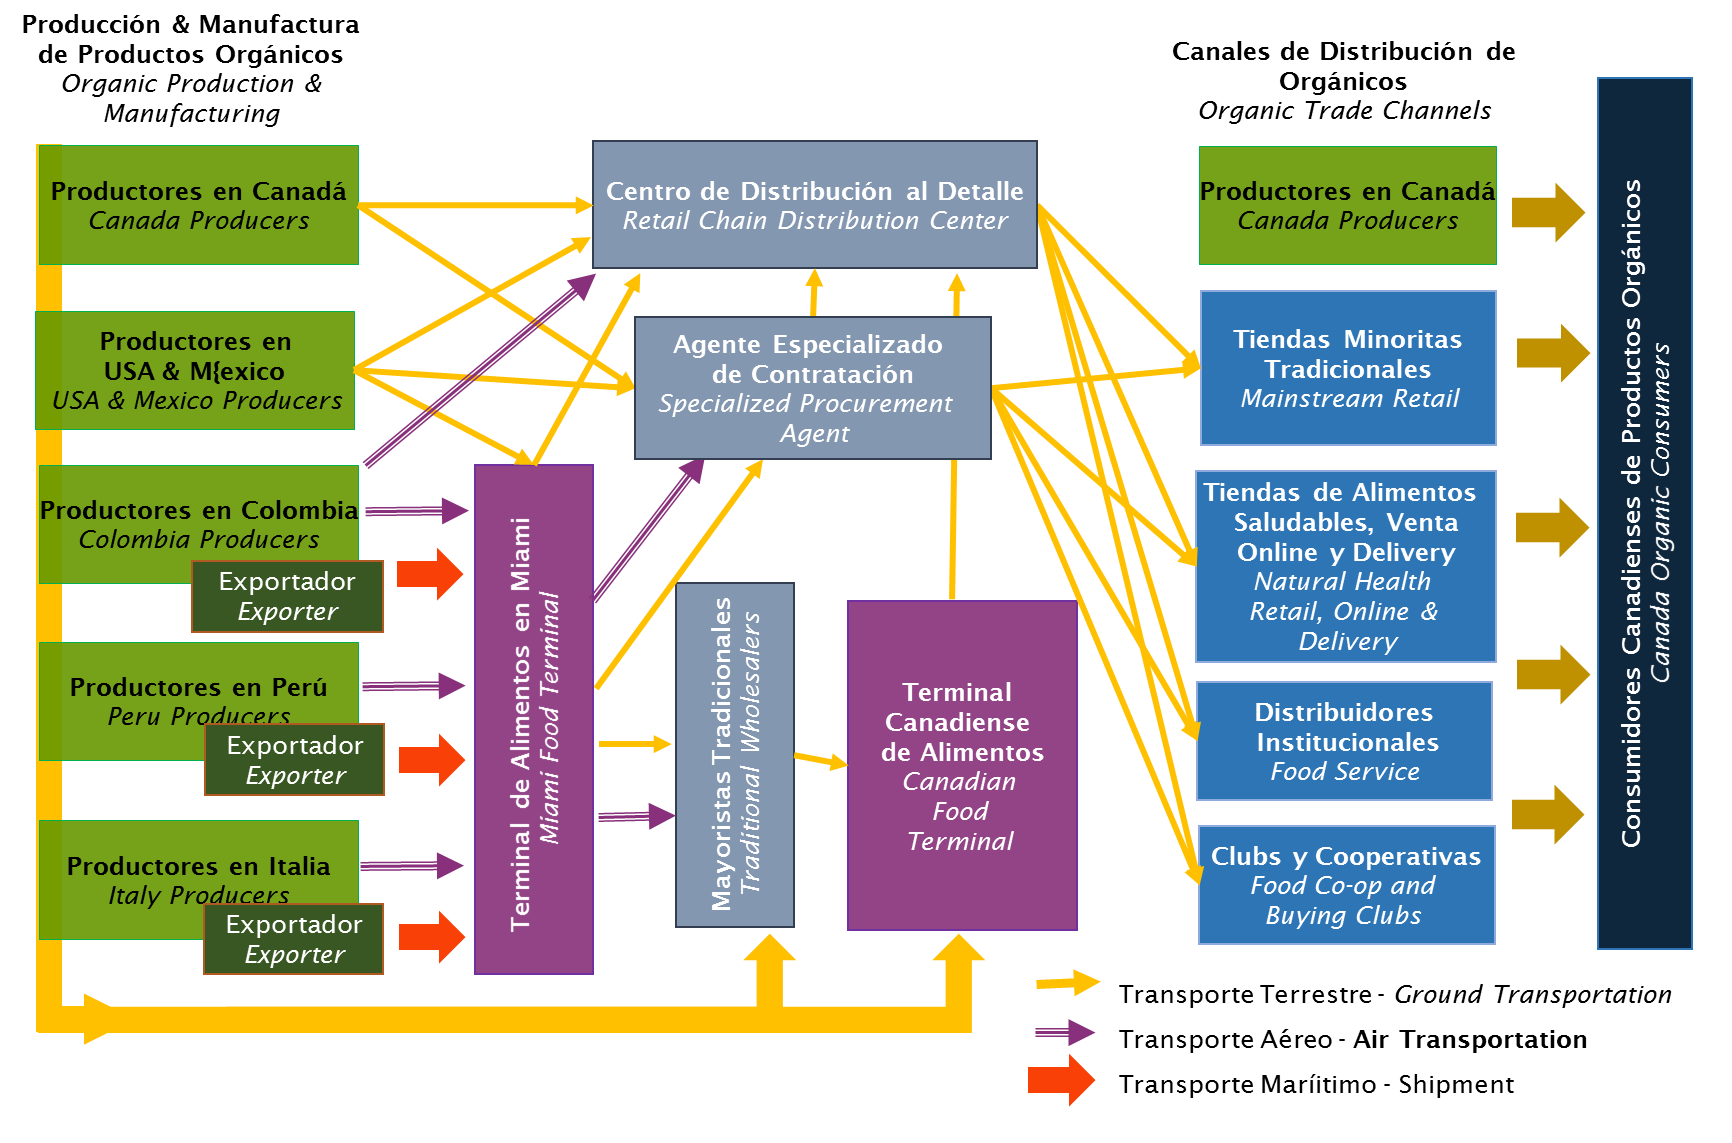 Producción & Manufactura
de Productos Orgánicos
Organic Production &
Manufacturing
Productores en Canadá
Canada Producers
Productores en
USA & M{exico
USA & Mexico Producers
Productores en Colombia
Colombia Producers
Exportador
Exporter
Productores en Perú
Peru Producers
Exportador
Exporter
Productores en Italia
Italy Producers
Exportador
Exporter
Terminal de Alimentos en Miami
Miami Food Terminal
Centro de Distribución al Detalle
Retail Chain Distribution Center
Agente Especializado
de Contratación
Specialized Procurement
Agent
Mayoristas Tradicionales
Traditional Wholesalers
Terminal
Canadiense
de Alimentos
Canadian
Food
Terminal
Canales de Distribución de
Orgánicos
Organic Trade Channels
Productores en Canadá
Canada Producers
Tiendas Minoritas
Tradicionales
Mainstream Retail
Tiendas de Alimentos
Saludables, Venta
Online y Delivery
Natural Health
Retail, Online &
Delivery
Distribuidores
Institucionales
Food Service
Clubs y Cooperativas
Food Co-op and
Buying Clubs
Consumidores Canadienses de Productos Orgánicos
Canada Organic Consumers
Transporte Terrestre - Ground Transportation
Transporte Aéreo - Air Transportation
Transporte Maríitimo - Shipment